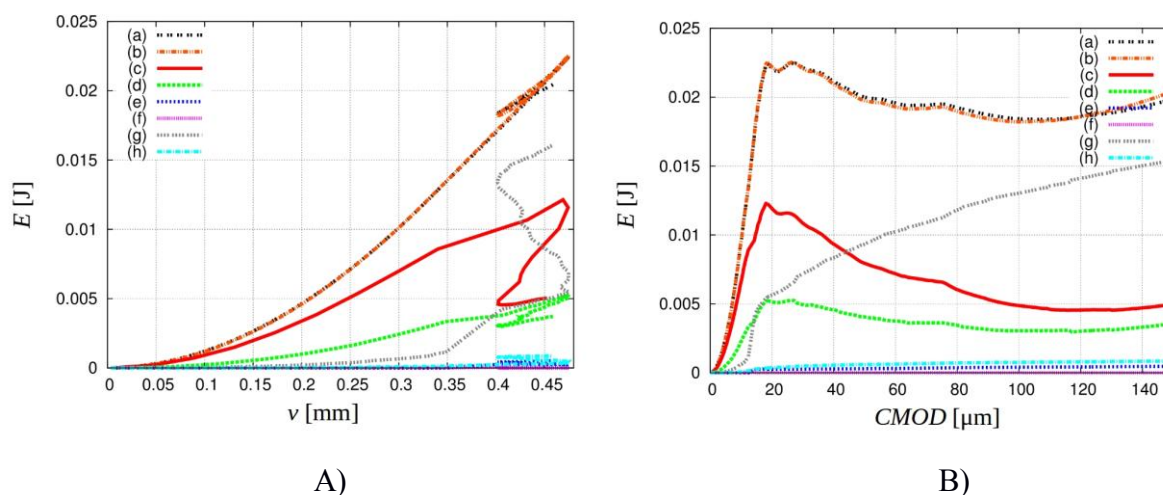 0.025
0.02
0.015
0.01
0.005
0
E [J]
(a)
(b)
(c)
(d)
(e)
(f)
(g)
(h)
0 0.05 0.1 0.15 0.2 0.25 0.3 0.35 0.4 0.45
v [mm]
A)
0.025
0.02
0.015
0.01
0.005
0
E [J]
(a)
(b)
(c)
(d)
(e)
(f)
(g)
(h)
0 20 40 60 80 100 120 140
CMOD [μm]
B)